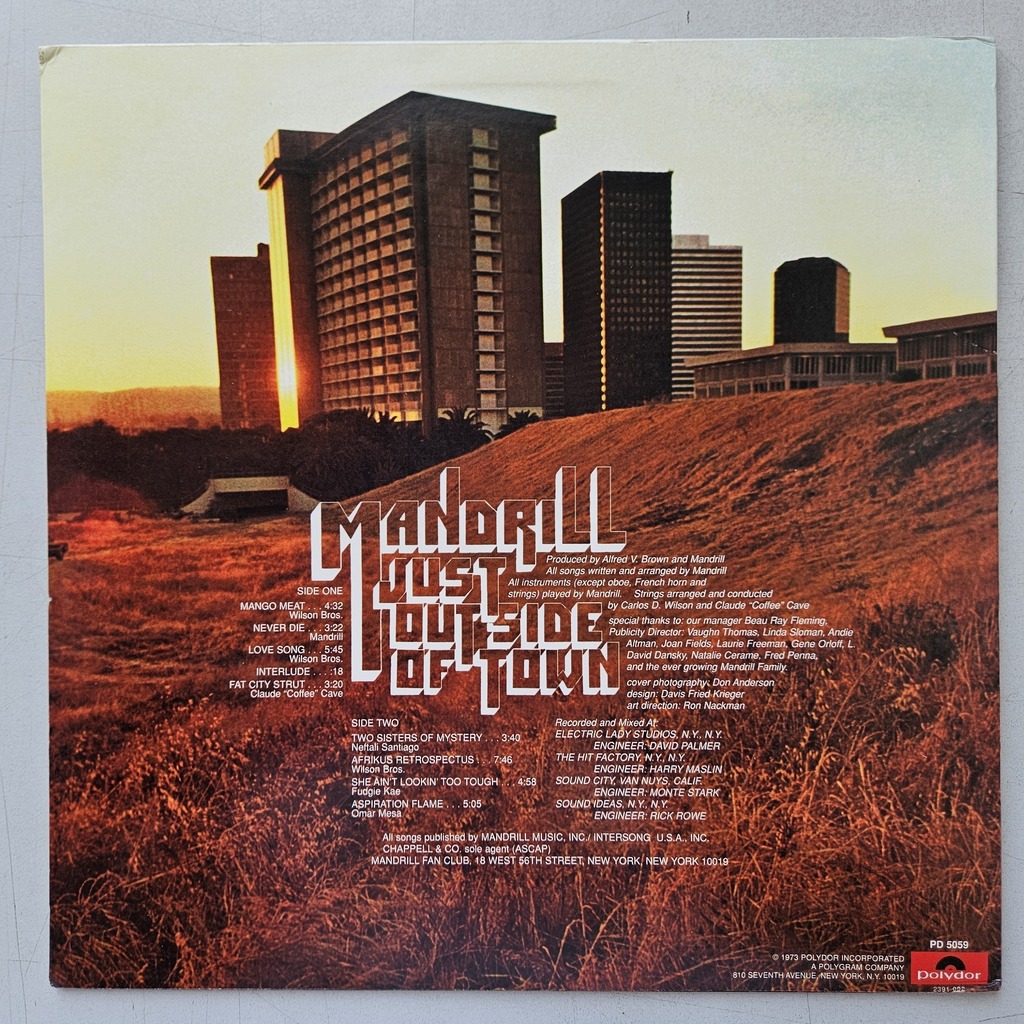 MANDRILL
JUST
OUTSIDE
OF TOWN
Produced by Alfred V. Brown and Mandrill
All songs written and arranged by Mandrill
All instruments (except oboe, French horn and
strings) played by Mandrill. Strings arranged and conducted
by Carlos D. Wilson and Claude "Coffee" Cave
special thanks to: our manager Beau Ray Fleming,
Publicity Director: Vaughn Thomas, Linda Sloman, Andie
Altman, Joan Fields, Laurie Freeman, Gene Orloff, L.
David Dansky, Natalie Cerame, Fred Penna,
and the ever growing Mandrill Family.
cover photography: Don Anderson
design: Davis Fried Krieger
art direction: Ron Nackman
SIDE ONE
MANGO MEAT . . . 4:32
Wilson Bros.
NEVER DIE . . . 3:22
Mandrill
LOVE SONG . . . 5:45
Wilson Bros.
INTERLUDE . . . :18
FAT CITY STRUT . . . 3:20
Claude "Coffee" Cave
SIDE TWO
TWO SISTERS OF MYSTERY . . . 3:40
Neftali Santiago
AFRIKUS RETROSPECTUS . . . 7:46
Wilson Bros.
SHE AIN'T LOOKIN' TOO TOUGH . . . 4:58
Fudgie Kae
ASPIRATION FLAME . . . 5:05
Omar Mesa
Recorded and Mixed At:
ELECTRIC LADY STUDIOS, N.Y., N.Y.
ENGINEER: DAVID PALMER
THE HIT FACTORY, N.Y., N.Y.
ENGINEER: HARRY MASLIN
SOUND CITY, VAN NUYS, CALIF.
ENGINEER: MONTE STARK
SOUND IDEAS, N.Y., N.Y.
ENGINEER: RICK ROWE
All songs published by MANDRILL MUSIC, INC./ INTERSONG U.S.A., INC.
CHAPPELL & CO. sole agent (ASCAP)
MANDRILL FAN CLUB, 18 WEST 56TH STREET, NEW YORK, NEW YORK 10019
PD 5059
© 1973 POLYDOR INCORPORATED
A POLYGRAM COMPANY
810 SEVENTH AVENUE, NEW YORK, N.Y. 10019
polydor
2391 092